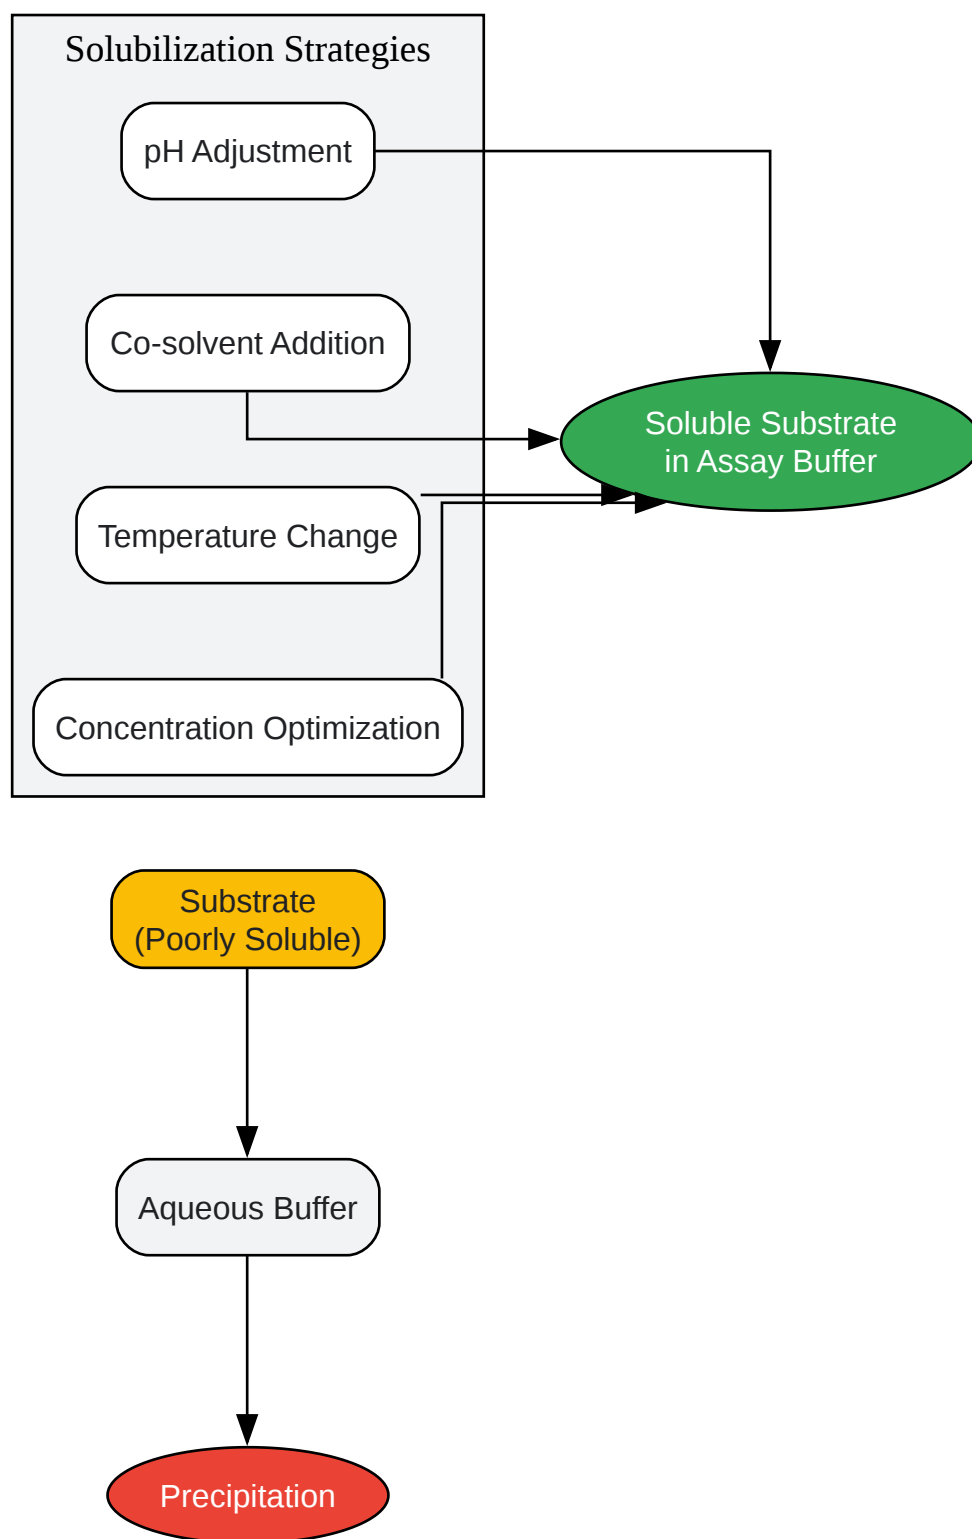 Solubilization Strategies
pH Adjustment
Co-solvent Addition
Soluble Substrate
in Assay Buffer
Temperature Change
Concentration Optimization
Substrate
(Poorly Soluble)
Aqueous Buffer
Precipitation